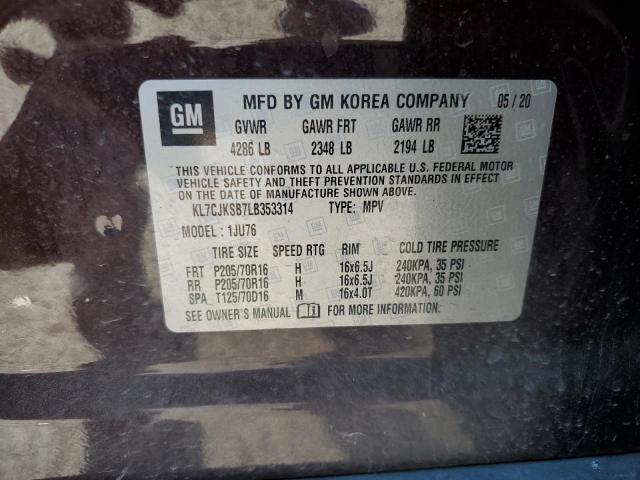 GM MFD BY GM KOREA COMPANY 05/20
GVWR GAWR FRT GAWR RR
4286 LB 2348 LB 2194 LB
THIS VEHICLE CONFORMS TO ALL APPLICABLE U.S. FEDERAL MOTOR
VEHICLE SAFETY AND THEFT PREVENTION STANDARDS IN EFFECT
ON THE DATE OF MANUFACTURE SHOWN ABOVE.
KL7CJKSB7LB353314 TYPE: MPV
MODEL: 1JU76
TIRE SIZE SPEED RTG RIM COLD TIRE PRESSURE
FRT P205/70R16 H 16x6.5J 240KPA, 35 PSI
RR P205/70R16 H 16x6.5J 240KPA, 35 PSI
SPA T125/70D16 M 16x4.0T 420KPA, 60 PSI
SEE OWNER'S MANUAL FOR MORE INFORMATION.